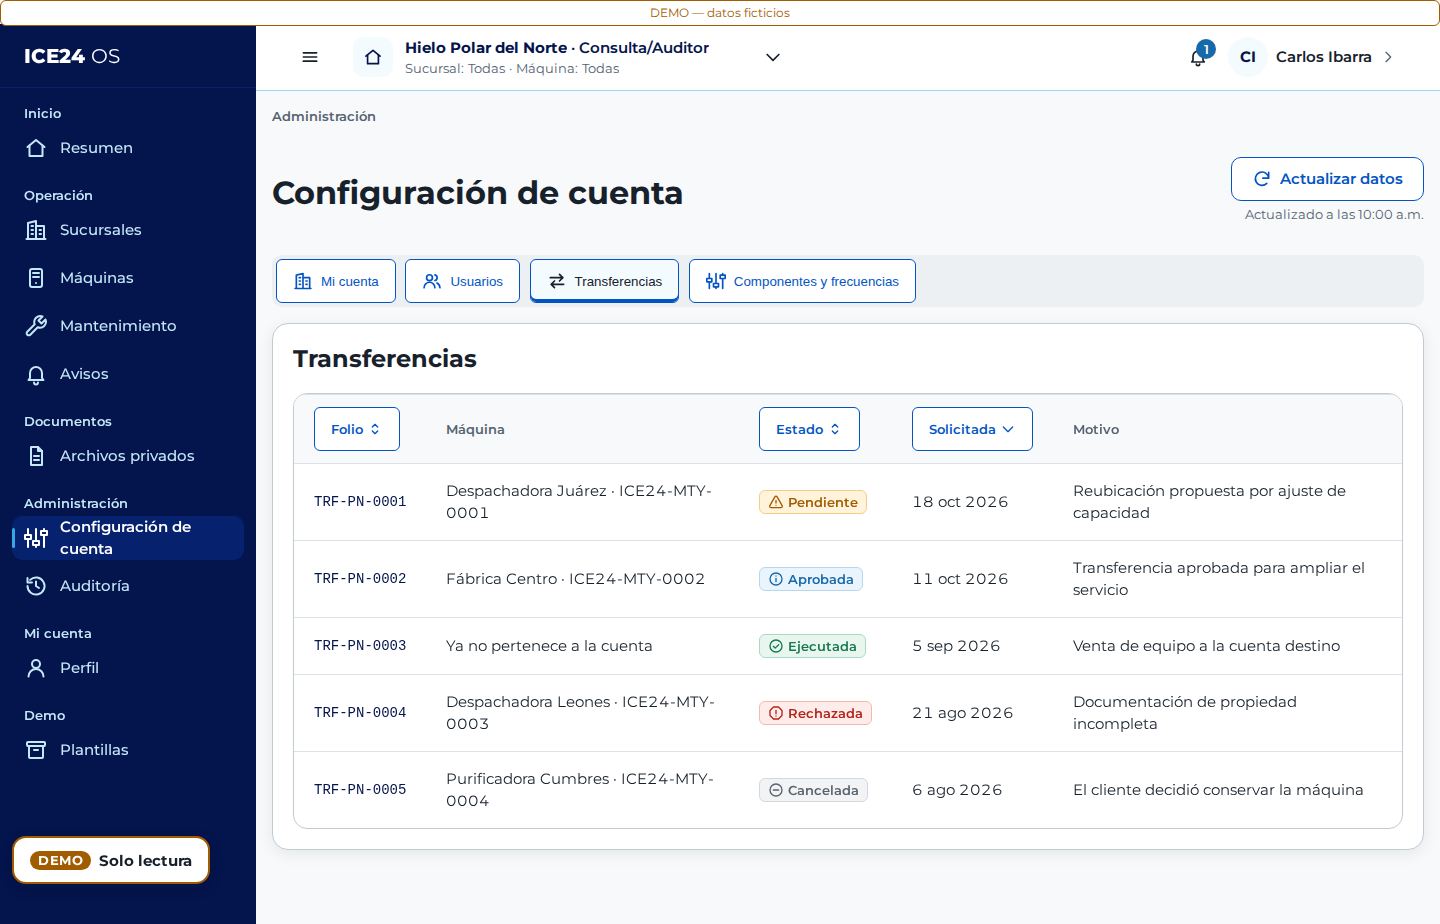 DEMO — datos ficticios
ICE24 OS
Inicio
Resumen
Operación
Sucursales
Máquinas
Mantenimiento
Avisos
Documentos
Archivos privados
Administración
Configuración de
cuenta
Auditoría
Mi cuenta
Perfil
Demo
Plantillas
DEMO Solo lectura
Hielo Polar del Norte · Consulta/Auditor
Sucursal: Todas · Máquina: Todas
1
CI
Carlos Ibarra
Administración
Configuración de cuenta
Actualizar datos
Actualizado a las 10:00 a.m.
Mi cuenta
Usuarios
Transferencias
Componentes y frecuencias
Transferencias
Folio Máquina Estado Solicitada Motivo
TRF-PN-0001
Despachadora Juárez · ICE24-MTY-
0001
Pendiente
18 oct 2026
Reubicación propuesta por ajuste de
capacidad
TRF-PN-0002
Fábrica Centro · ICE24-MTY-0002
Aprobada
11 oct 2026
Transferencia aprobada para ampliar el
servicio
TRF-PN-0003
Ya no pertenece a la cuenta
Ejecutada
5 sep 2026
Venta de equipo a la cuenta destino
TRF-PN-0004
Despachadora Leones · ICE24-MTY-
0003
Rechazada
21 ago 2026
Documentación de propiedad
incompleta
TRF-PN-0005
Purificadora Cumbres · ICE24-MTY-
0004
Cancelada
6 ago 2026
El cliente decidió conservar la máquina